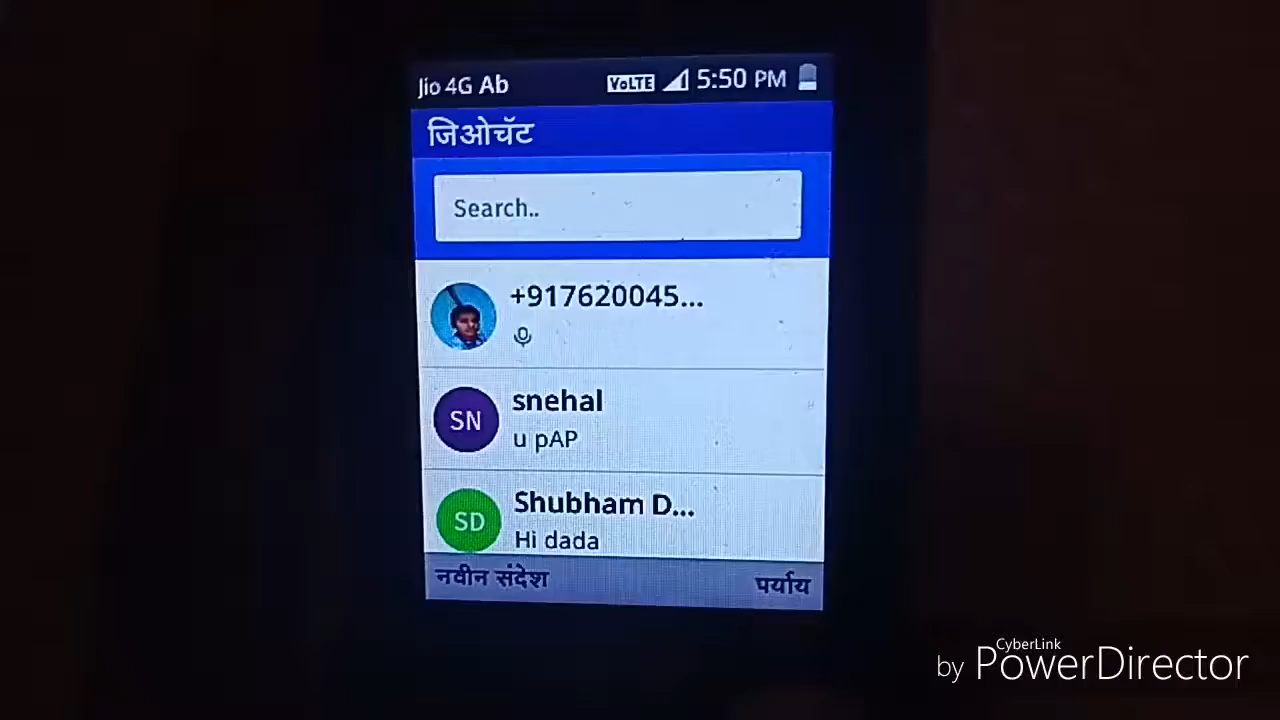 Jio 4G Ab VoLTE 5:50 PM
जिओचॅट
Search..
+917620045...
SN snehal
u pAP
SD Shubham D...
Hi dada
नवीन संदेश पर्याय
CyberLink
by PowerDirector